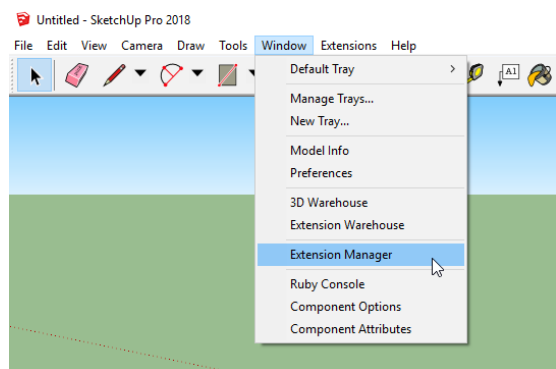 Untitled - SketchUp Pro 2018
File Edit View Camera Draw Tools Window Extensions Help
A1
Default Tray
Manage Trays...
New Tray...
Model Info
Preferences
3D Warehouse
Extension Warehouse
Extension Manager
Ruby Console
Component Options
Component Attributes